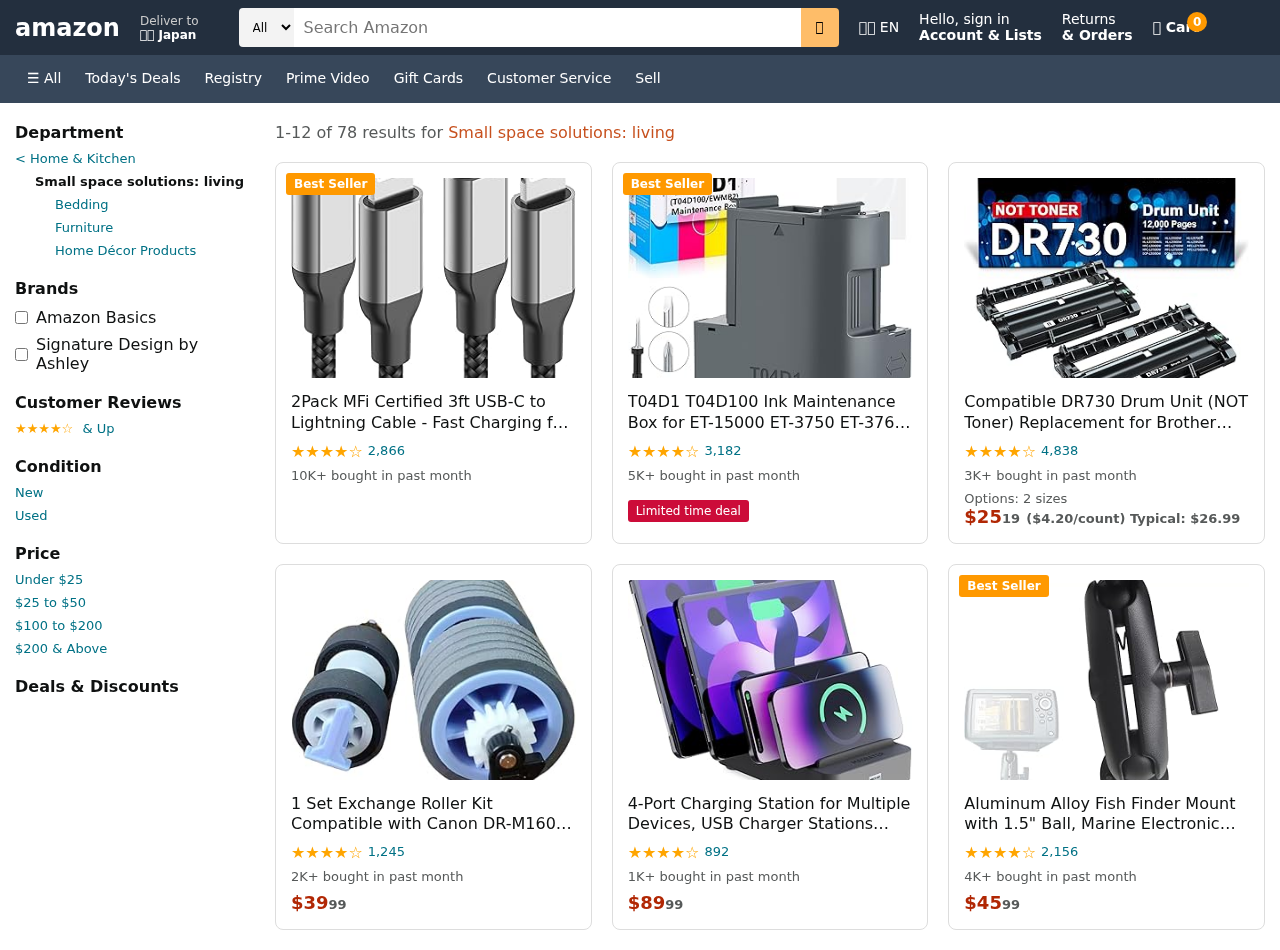 amazon
Deliver to
Japan
All
Search Amazon
EN
Hello, sign in
Account & Lists
Returns
& Orders
0
☰ All
Today's Deals
Registry
Prime Video
Gift Cards
Customer Service
Sell
Department
< Home & Kitchen
Small space solutions: living
Bedding
Furniture
Home Décor Products
Brands
Amazon Basics
Signature Design by
Ashley
Customer Reviews
★★★★☆ & Up
Condition
New
Used
Price
Under $25
$25 to $50
$100 to $200
$200 & Above
Deals & Discounts
1-12 of 78 results for Small space solutions: living
Best Seller
2Pack MFi Certified 3ft USB-C to
Lightning Cable - Fast Charging f...
★★★★☆ 2,866
10K+ bought in past month
Best Seller
(T04D100/EWMB2)
Maintenance Box
T04D1
T04D1 T04D100 Ink Maintenance
Box for ET-15000 ET-3750 ET-376...
★★★★☆ 3,182
5K+ bought in past month
Limited time deal
NOT TONER
DR730
Drum Unit
12,000 Pages
Compatible DR730 Drum Unit (NOT
Toner) Replacement for Brother...
★★★★☆ 4,838
3K+ bought in past month
Options: 2 sizes
$25 19 ($4.20/count) Typical: $26.99
1 Set Exchange Roller Kit
Compatible with Canon DR-M160...
★★★★☆ 1,245
2K+ bought in past month
$39 99
4-Port Charging Station for Multiple
Devices, USB Charger Stations...
★★★★☆ 892
1K+ bought in past month
$89 99
Best Seller
Aluminum Alloy Fish Finder Mount
with 1.5" Ball, Marine Electronic...
★★★★☆ 2,156
4K+ bought in past month
$45 99